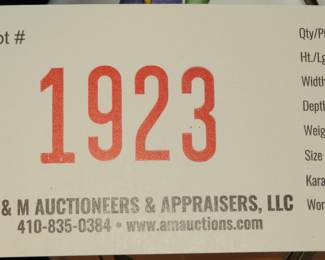 ot #
1923
& M AUCTIONEERS & APPRAISERS, LLC
410-835-0384 • www.amauctions.com
Qty/P
Ht./Lg
Width
Depth
Weig
Size
Kara
Wor